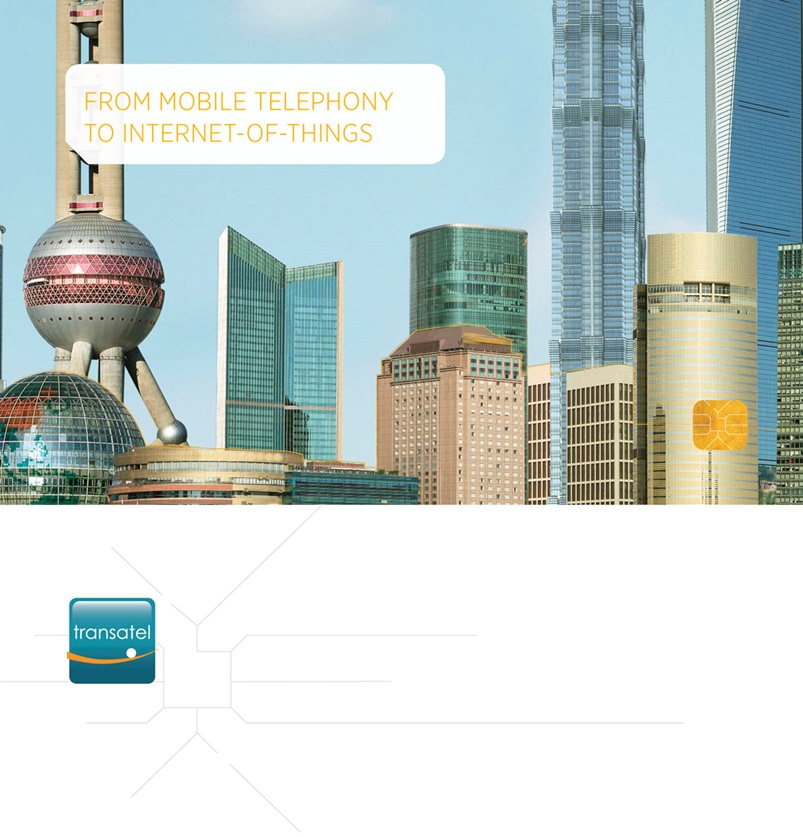 FROM MOBILE TELEPHONY
TO INTERNET-OF-THINGS
transatel